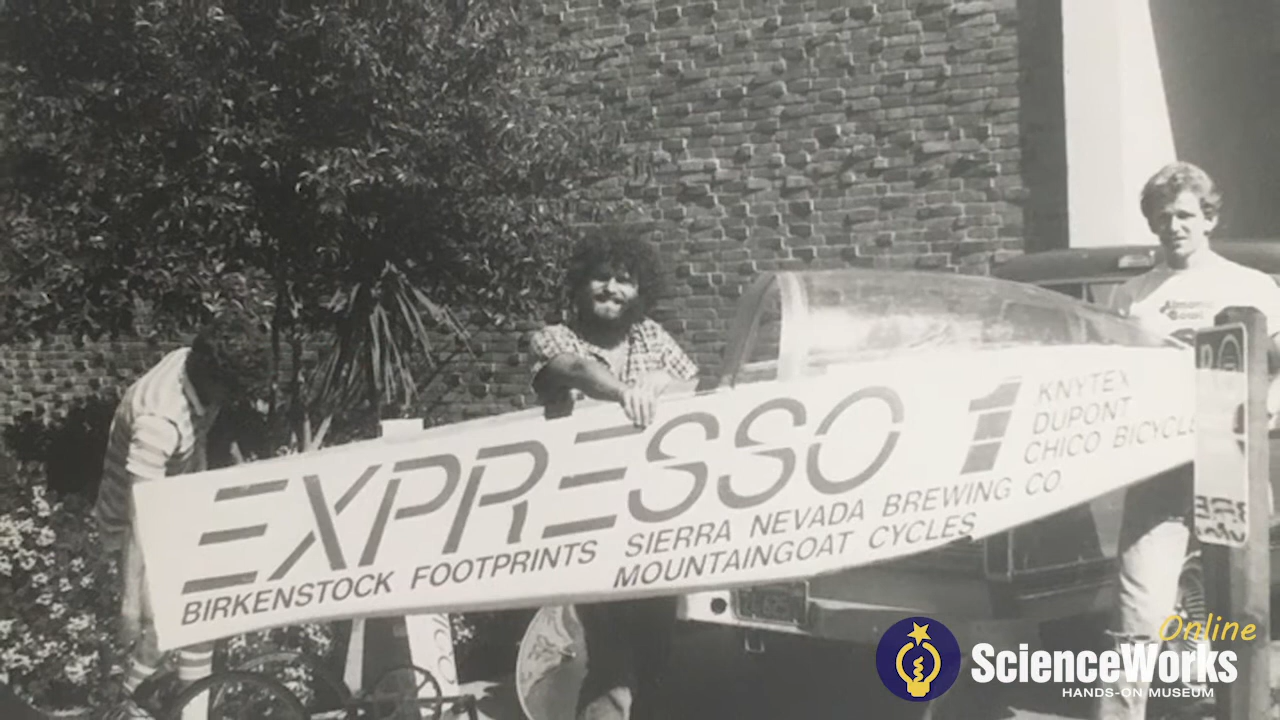 EXPRESSO 1
KNYTEX
DUPONT
CHICO BICYCLE
BIRKENSTOCK FOOTPRINTS
SIERRA NEVADA BREWING CO.
MOUNTAINGOAT CYCLES
Online
ScienceWorks
HANDS-ON MUSEUM